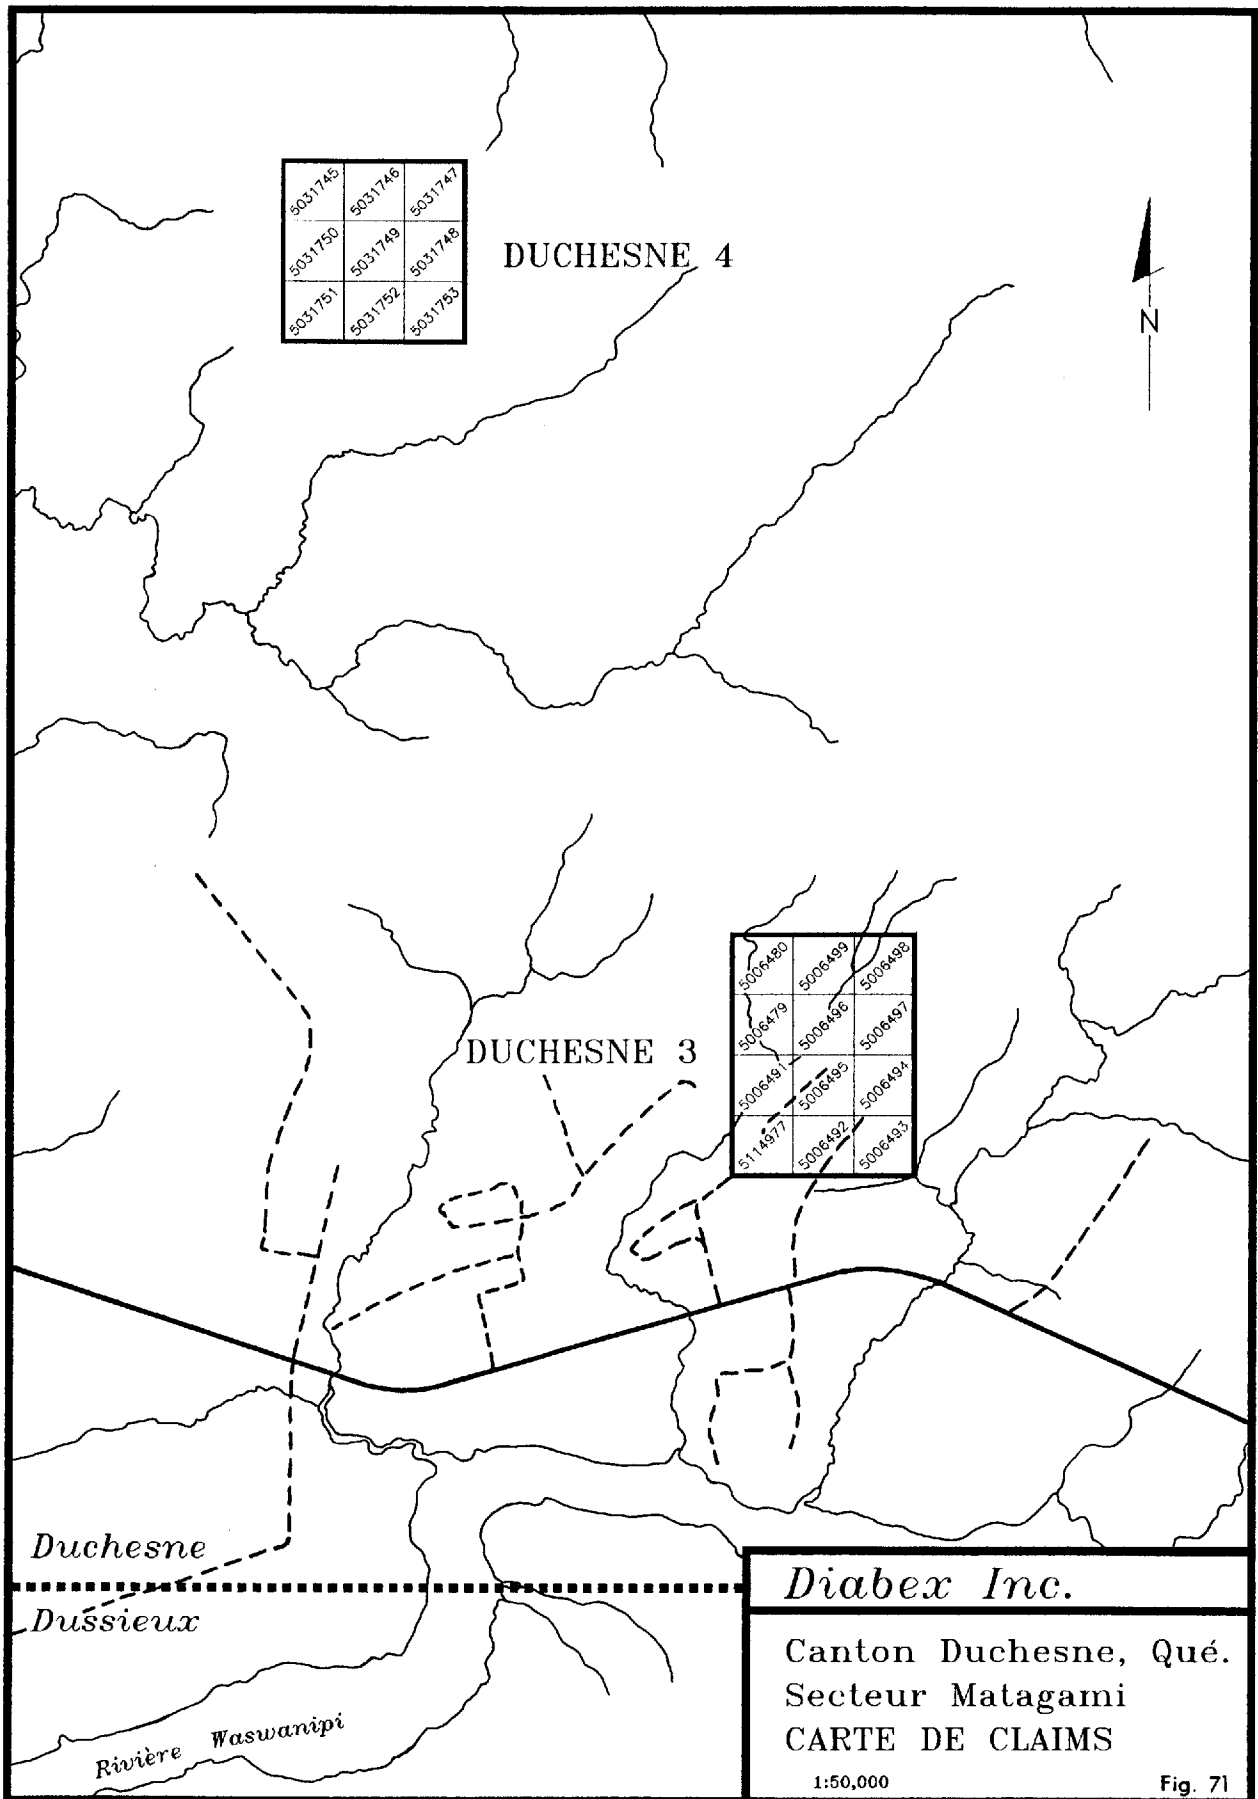 5031745 5031746 5031747
5031750 5031749 5031748
5031751 5031752 5031753
DUCHESNE 4
N
5006480 5006499 5006498
5006479 5006496 5006497
DUCHESNE 3
5006491 5006495 5006494
5114977 5006492 5006493
Duchesne
Dussieux
Rivière Waswanipi
Diabex Inc.
Canton Duchesne, Qué.
Secteur Matagami
CARTE DE CLAIMS
1:50,000
Fig. 71